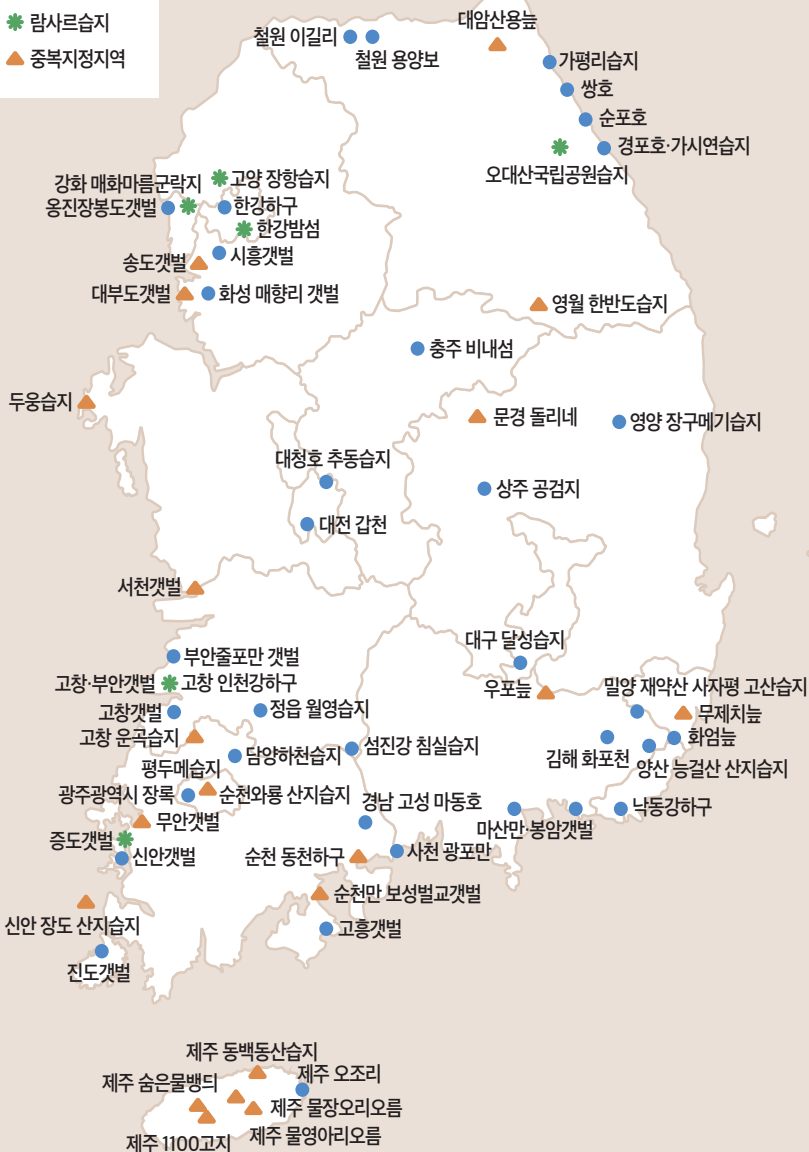 람사르습지
중복지정지역
철원 이길리
철원 용양보
대암산용늪
가평리습지
쌍호
순포호
경포호·가시연습지
오대산국립공원습지
강화 매화마름군락지
고양 장항습지
옹진장봉도갯벌
한강하구
한강밤섬
송도갯벌
시흥갯벌
대부도갯벌
화성 매향리 갯벌
영월 한반도습지
충주 비내섬
두웅습지
문경 돌리네
영양 장구메기습지
대청호 추동습지
상주 공검지
대전 갑천
서천갯벌
대구 달성습지
부안줄포만 갯벌
고창·부안갯벌
고창 인천강하구
우포늪
밀양 재약산 사자평 고산습지
고창갯벌
정읍 월영습지
무제치늪
고창 운곡습지
화엄늪
평두메습지
담양하천습지
섬진강 침실습지
김해 화포천
양산 능걸산 산지습지
광주광역시 장록
순천와룡 산지습지
경남 고성 마동호
마산만·봉암갯벌
낙동강하구
무안갯벌
증도갯벌
신안갯벌
순천 동천하구
사천 광포만
순천만 보성벌교갯벌
신안 장도 산지습지
고흥갯벌
진도갯벌
제주 동백동산습지
제주 오조리
제주 숨은물뱅듸
제주 물장오리오름
제주 1100고지
제주 물영아리오름